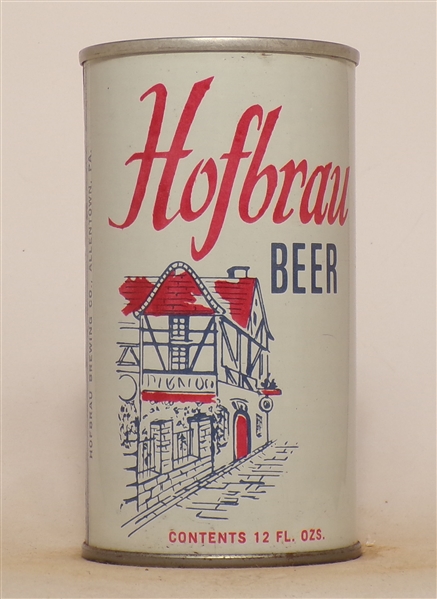 Hofbrau
BEER
CONTENTS 12 FL. OZS.
HOFBRAU BREWING CO., ALLENTOWN, PA.